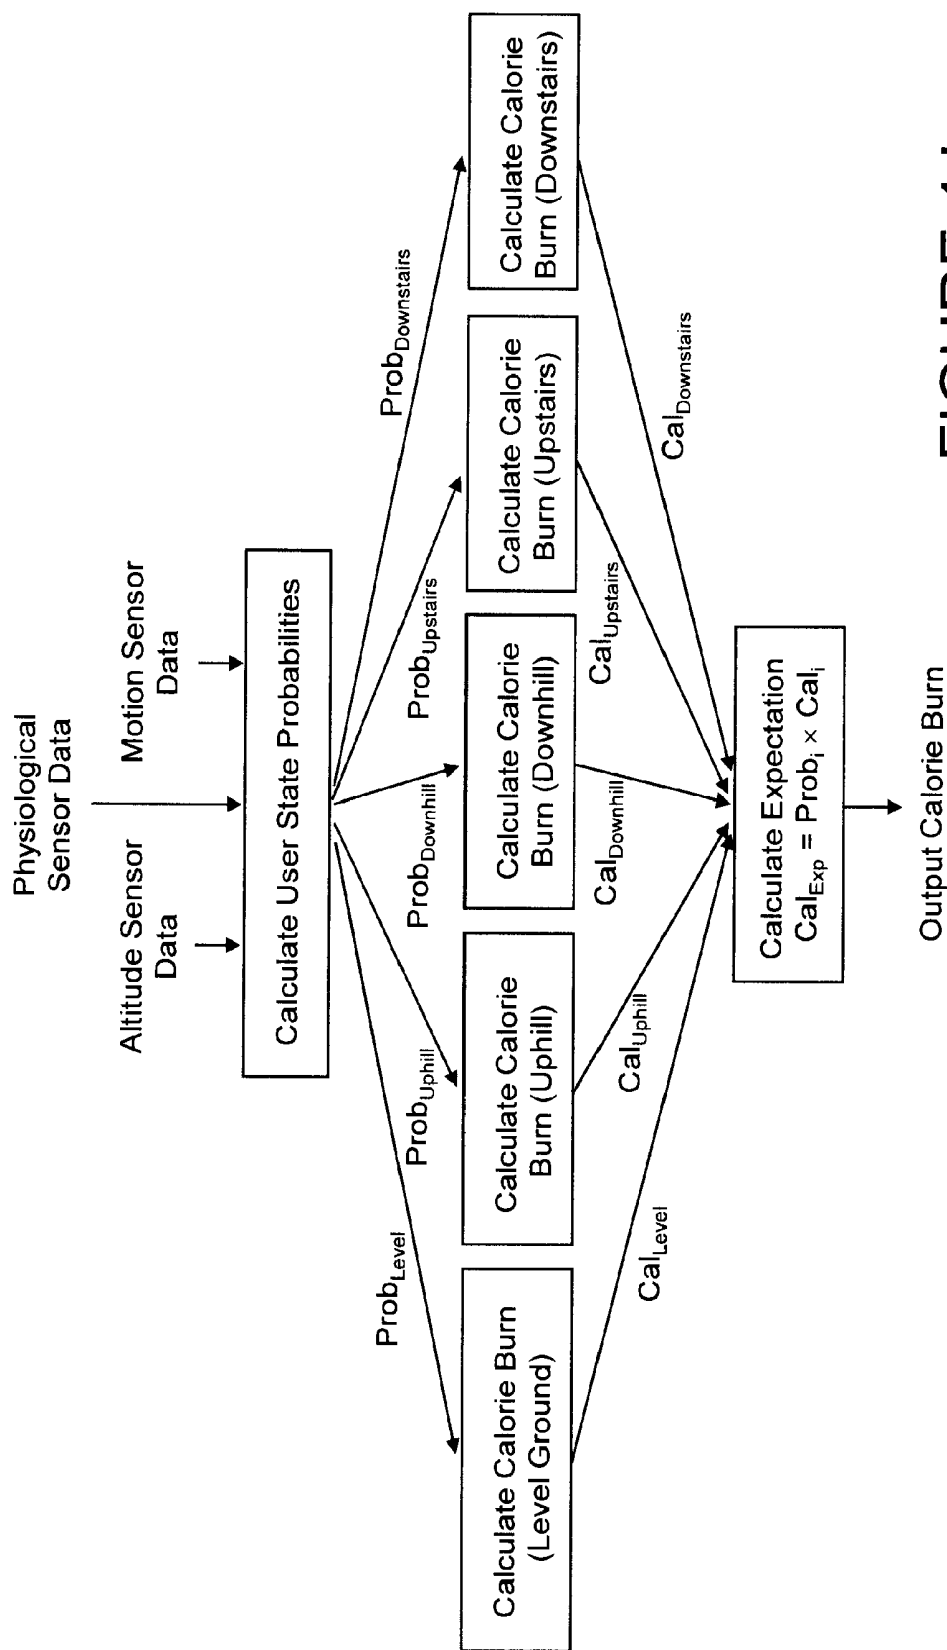 Physiological
Sensor Data
Altitude Sensor
Data
Motion Sensor
Data
Calculate User State Probabilities
Prob_Level
Prob_Uphill
Prob_Downhill
Prob_Upstairs
Prob_Downstairs
Calculate Calorie Burn
(Level Ground)
Calculate Calorie
Burn (Uphill)
Calculate Calorie
Burn (Downhill)
Calculate Calorie
Burn (Upstairs)
Calculate Calorie
Burn (Downstairs)
Cal_Level
Cal_Uphill
Cal_Downhill
Cal_Upstairs
Cal_Downstairs
Calculate Expectation
Cal_Exp = Prob_i × Cal_i
Output Calorie Burn